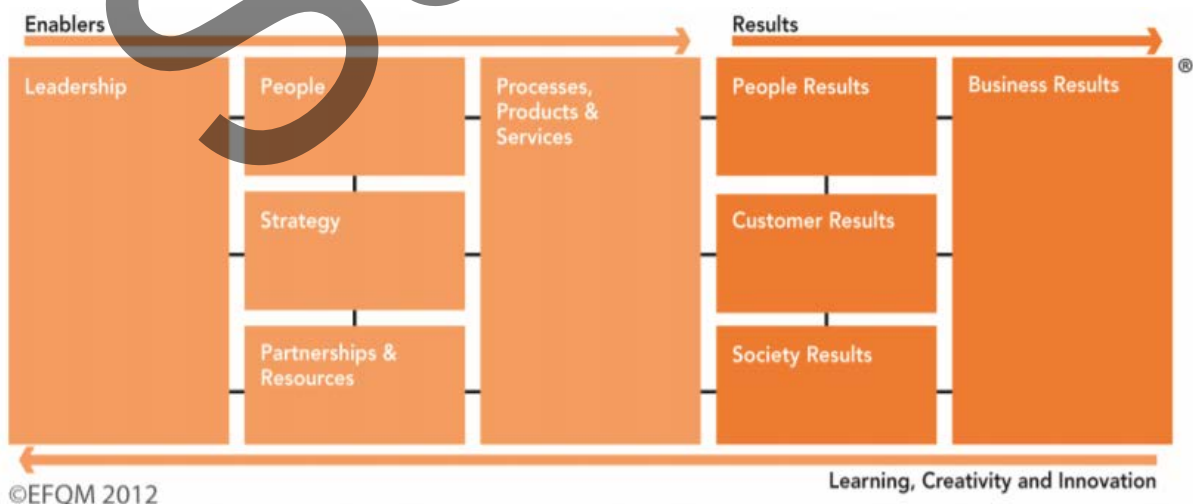 Enablers
Results
Leadership
People
Processes,
Products &
Services
People Results
Business Results
®
Strategy
Customer Results
Partnerships &
Resources
Society Results
Learning, Creativity and Innovation
©EFQM 2012